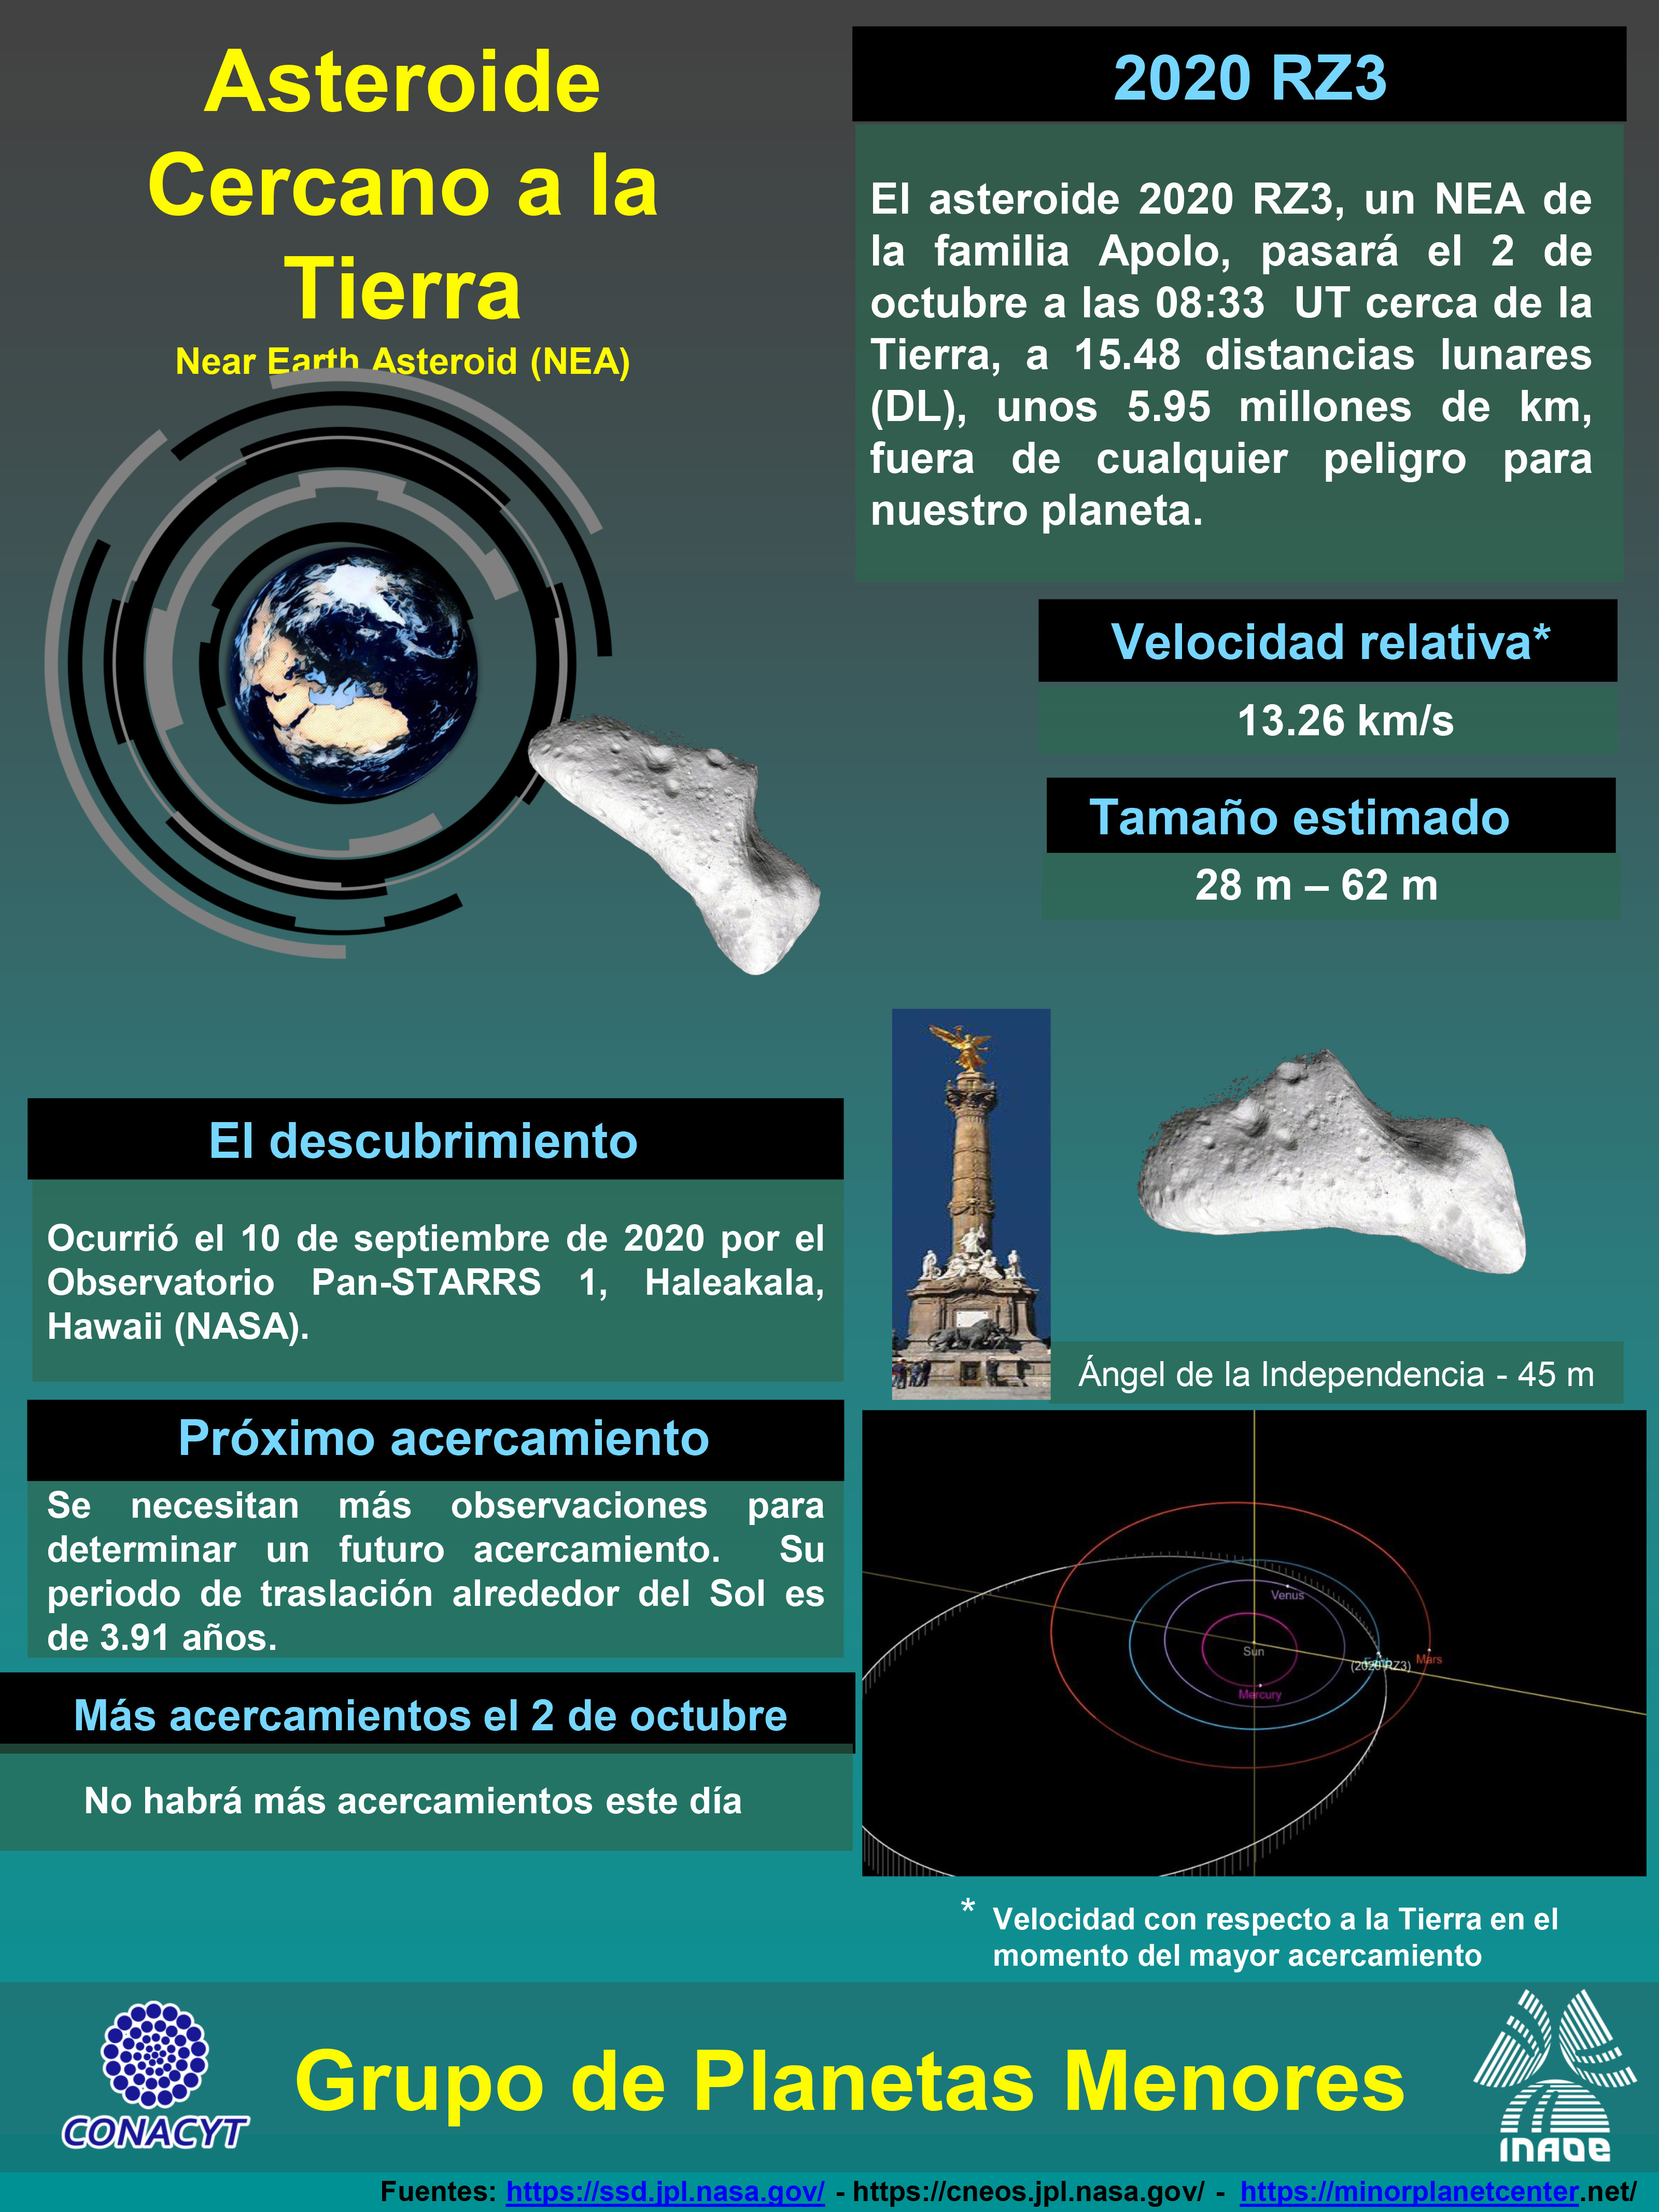 Asteroide
Cercano a la
Tierra
Near Earth Asteroid (NEA)
2020 RZ3
El asteroide 2020 RZ3, un NEA de
la familia Apolo, pasará el 2 de
octubre a las 08:33 UT cerca de la
Tierra, a 15.48 distancias lunares
(DL), unos 5.95 millones de km,
fuera de cualquier peligro para
nuestro planeta.
Velocidad relativa*
13.26 km/s
Tamaño estimado
28 m – 62 m
Ángel de la Independencia - 45 m
El descubrimiento
Ocurrió el 10 de septiembre de 2020 por el
Observatorio Pan-STARRS 1, Haleakala,
Hawaii (NASA).
Próximo acercamiento
Se necesitan más observaciones para
determinar un futuro acercamiento. Su
periodo de traslación alrededor del Sol es
de 3.91 años.
Más acercamientos el 2 de octubre
No habrá más acercamientos este día
Venus
Sun
Mercury
(2020 RZ3)
Mars
* Velocidad con respecto a la Tierra en el
momento del mayor acercamiento
CONACYT
Grupo de Planetas Menores
INAOE
Fuentes: https://ssd.jpl.nasa.gov/ - https://cneos.jpl.nasa.gov/ - https://minorplanetcenter.net/